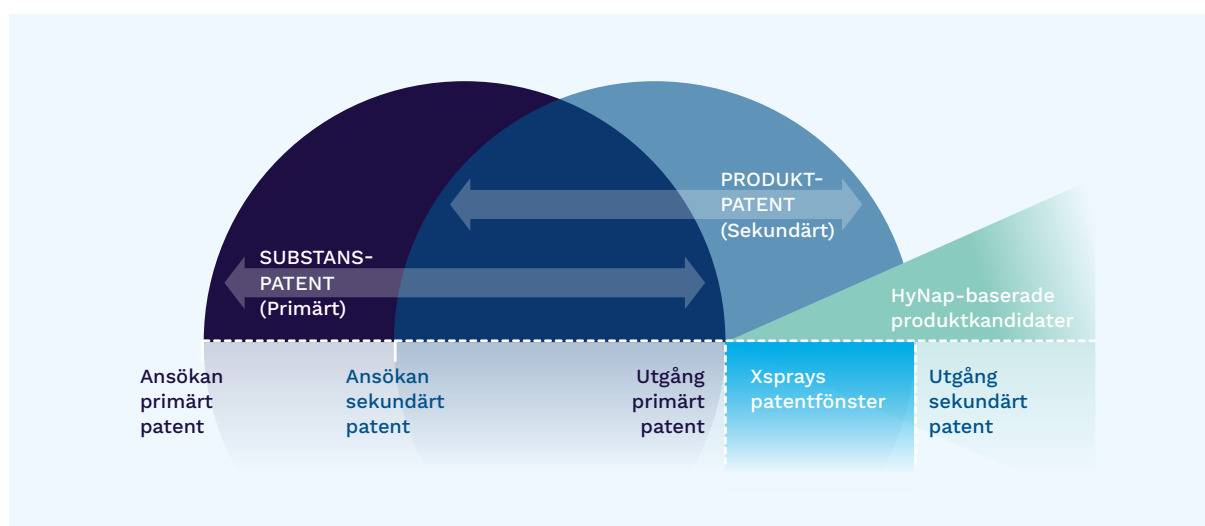 PRODUKT-
PATENT
(Sekundärt)
SUBSTANS-
PATENT
(Primärt)
HyNap-baserade
produktkandidater
Ansökan
primärt
patent
Ansökan
sekundärt
patent
Utgång
primärt
patent
Xsprays
patentfönster
Utgång
sekundärt
patent